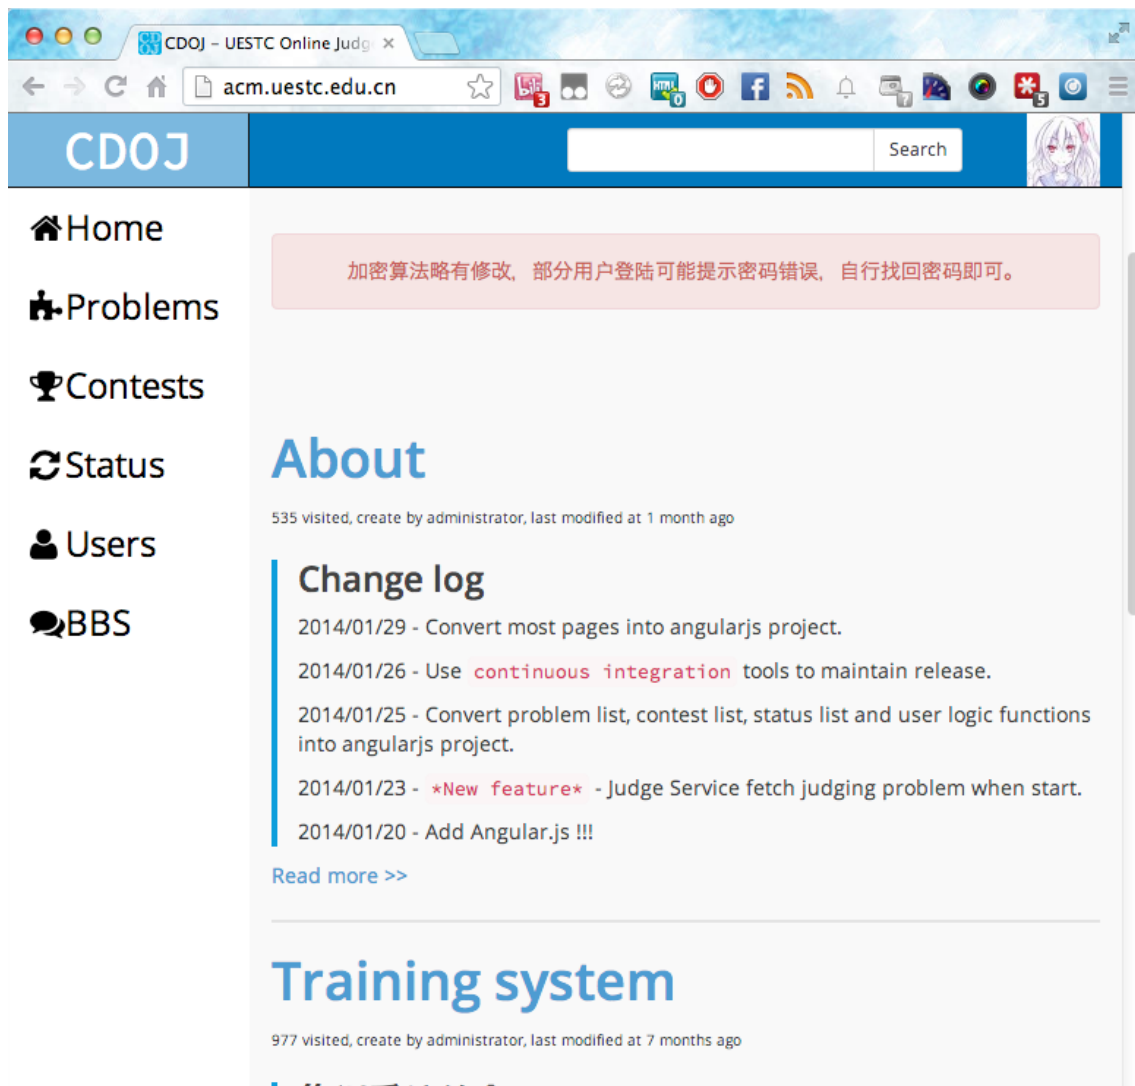 CDOJ – UESTC Online Judg
acm.uestc.edu.cn
CDOJ
Search
Home
Problems
Contests
Status
Users
BBS
加密算法略有修改，部分用户登陆可能提示密码错误，自行找回密码即可。
About
535 visited, create by administrator, last modified at 1 month ago
Change log
2014/01/29 - Convert most pages into angularjs project.
2014/01/26 - Use continuous integration tools to maintain release.
2014/01/25 - Convert problem list, contest list, status list and user logic functions
into angularjs project.
2014/01/23 - *New feature* - Judge Service fetch judging problem when start.
2014/01/20 - Add Angular.js !!!
Read more >>
Training system
977 visited, create by administrator, last modified at 7 months ago